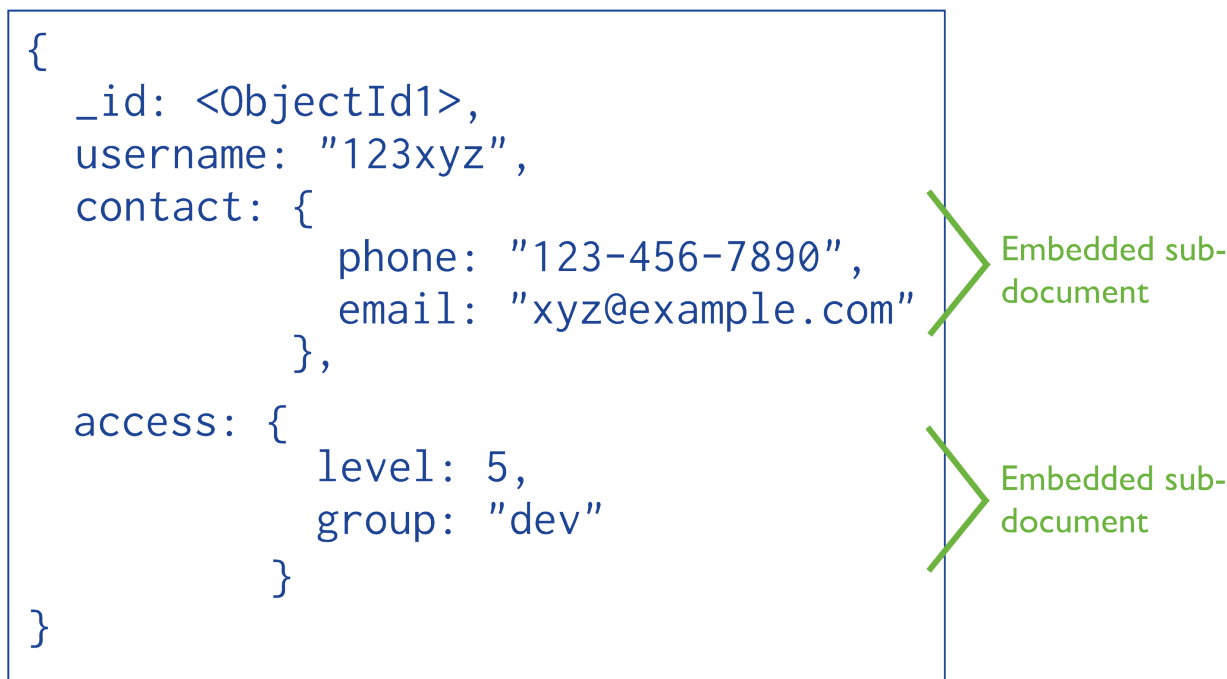 {
_id: <ObjectId1>,
username: "123xyz",
contact: {
phone: "123-456-7890",
email: "xyz@example.com"
},
access: {
level: 5,
group: "dev"
}
}
Embedded sub-
document
Embedded sub-
document